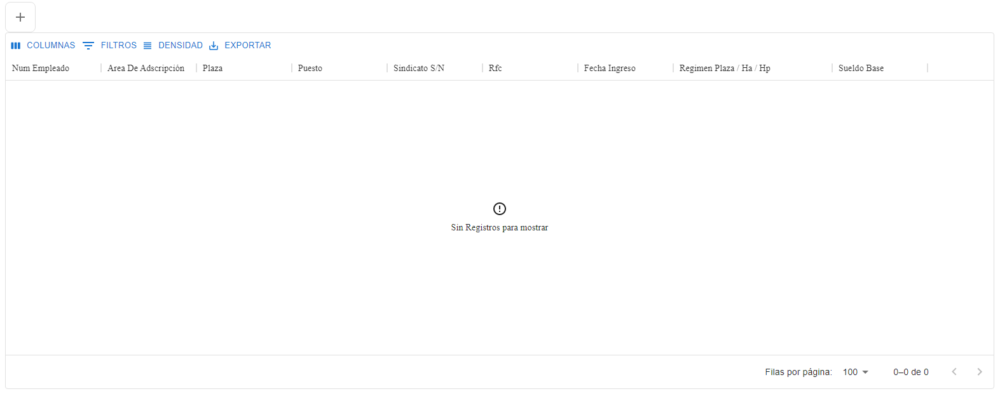 COLUMNAS FILTROS DENSIDAD EXPORTAR
Num Empleado Area De Adscripción Plaza Puesto Sindicato S/N Rfc Fecha Ingreso Regimen Plaza / Ha / Hp Sueldo Base
Sin Registros para mostrar
Filas por página: 100 0–0 de 0